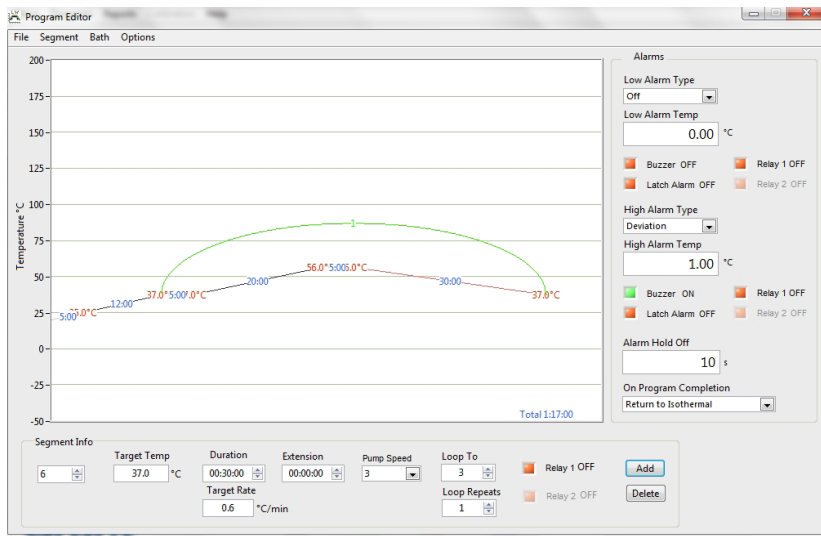 Program Editor
File Segment Bath Options
Alarms
Low Alarm Type
Off
Low Alarm Temp
0.00 °C
Buzzer OFF Relay 1 OFF
Latch Alarm OFF Relay 2 OFF
High Alarm Type
Deviation
High Alarm Temp
1.00 °C
Buzzer ON Relay 1 OFF
Latch Alarm OFF Relay 2 OFF
Alarm Hold Off
10 s
On Program Completion
Return to Isothermal
Temperature °C
200
175
150
125
100
75
50
25
0
-25
-50
1
5:00
12:00
5:00
20:00
56.0°
5:00
30:00
37.0°C
Total 1:17:00
Segment Info
Target Temp Duration Extension Pump Speed Loop To
6 37.0 °C 00:30:00 00:00:00 3 3 Relay 1 OFF Add
Target Rate Loop Repeats Relay 2 OFF Delete
0.6 °C/min 1